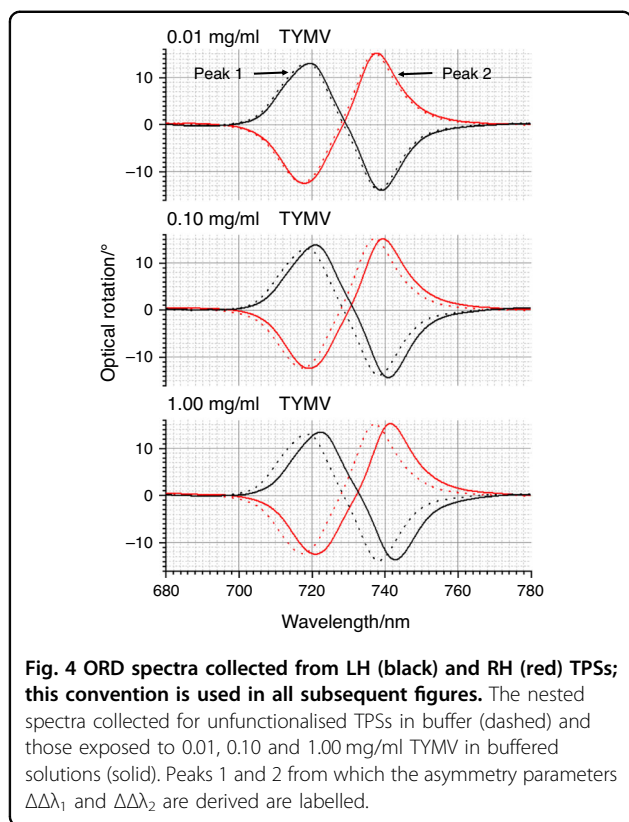 0.01 mg/ml TYMV
10
Peak 1
Peak 2
0
−10
0.10 mg/ml TYMV
10
0
−10
Optical rotation/°
1.00 mg/ml TYMV
10
0
−10
680 700 720 740 760 780
Wavelength/nm
Fig. 4 ORD spectra collected from LH (black) and RH (red) TPSs;
this convention is used in all subsequent figures. The nested
spectra collected for unfunctionalised TPSs in buffer (dashed) and
those exposed to 0.01, 0.10 and 1.00 mg/ml TYMV in buffered
solutions (solid). Peaks 1 and 2 from which the asymmetry parameters
ΔΔλ₁ and ΔΔλ₂ are derived are labelled.